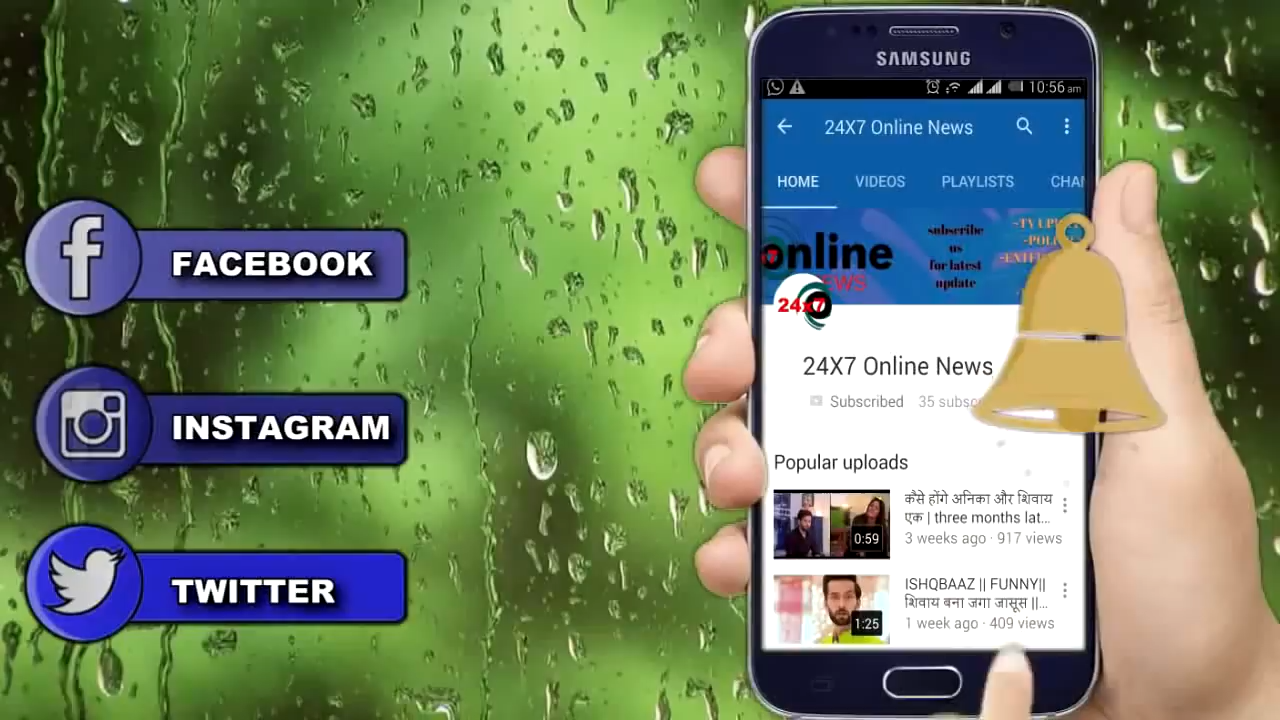 FACEBOOK
INSTAGRAM
TWITTER
SAMSUNG
10:56 am
24X7 Online News
HOME VIDEOS PLAYLISTS CHAN
online
NEWS
subscribe
us
for latest
update
24x7
24X7 Online News
Subscribed 35 subsc
Popular uploads
0:59
कैसे होंगे अनिका और शिवाय
एक | three months lat...
3 weeks ago · 917 views
1:25
ISHQBAAZ || FUNNY||
शिवाय बना जगा जासूस ||...
1 week ago · 409 views